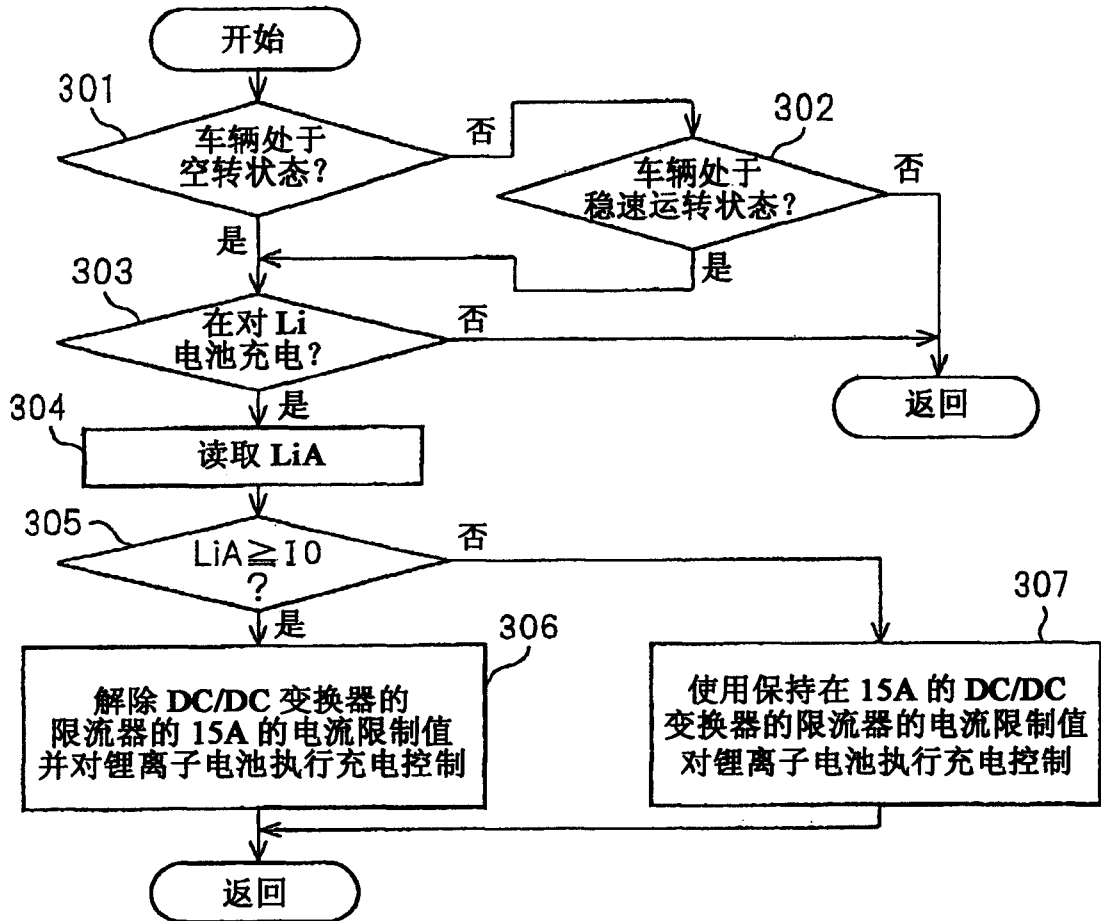 开始
301
车辆处于
空转状态?
否
302
车辆处于
稳速运转状态?
否
是
是
303
在对 Li
电池充电?
否
是
返回
304
读取 LiA
305
LiA≧I0
?
否
是
306
解除 DC/DC 变换器的
限流器的 15A 的电流限制值
并对锂离子电池执行充电控制
307
使用保持在 15A 的 DC/DC
变换器的限流器的电流限制值
对锂离子电池执行充电控制
返回